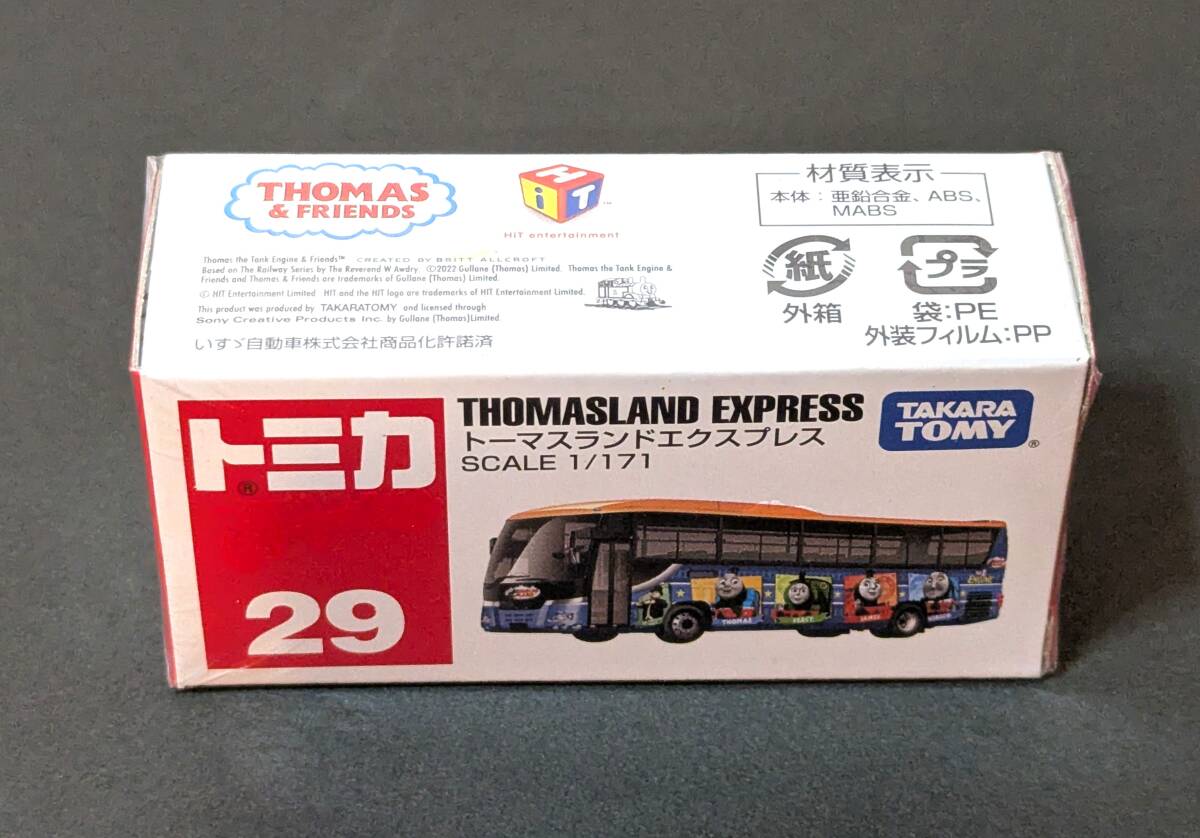 THOMAS
& FRIENDS
HiT
™
HiT entertainment
Thomas the Tank Engine & Friends™ CREATED BY BRITT ALLCROFT
Based on The Railway Series by The Reverend W Awdry. ©2022 Gullane (Thomas) Limited. Thomas the Tank Engine &
Friends and Thomas & Friends are trademarks of Gullane (Thomas) Limited.
© HIT Entertainment Limited HIT and the HIT logo are trademarks of HIT Entertainment Limited.
This product was produced by TAKARATOMY and licensed through
Sony Creative Products Inc. by Gullane (Thomas)Limited.
いすゞ自動車株式会社商品化許諾済
材質表示
本体：亜鉛合金、ABS、
MABS
紙
外箱
プラ
袋:PE
外装フィルム:PP
トミカ®
29
THOMASLAND EXPRESS
トーマスランドエクスプレス
SCALE 1/171
TAKARA
TOMY®
THOMAS
PERCY
JAMES